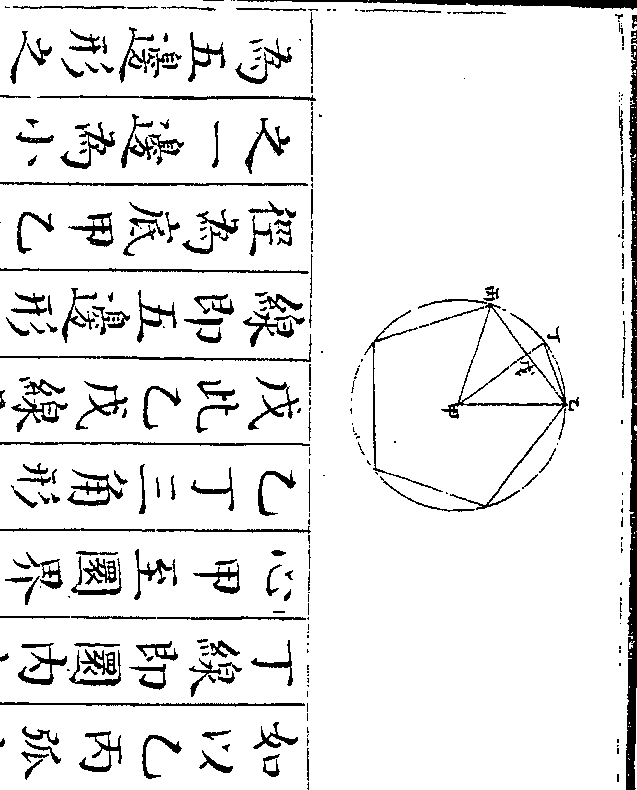 如以乙丙弧
丁線即圜内
心甲至圜界
乙丁三角形
戊此乙戊線
線即五邊形
徑為底甲乙
之一邊為小
為五邊形之
乙
丁
戊
丙
甲